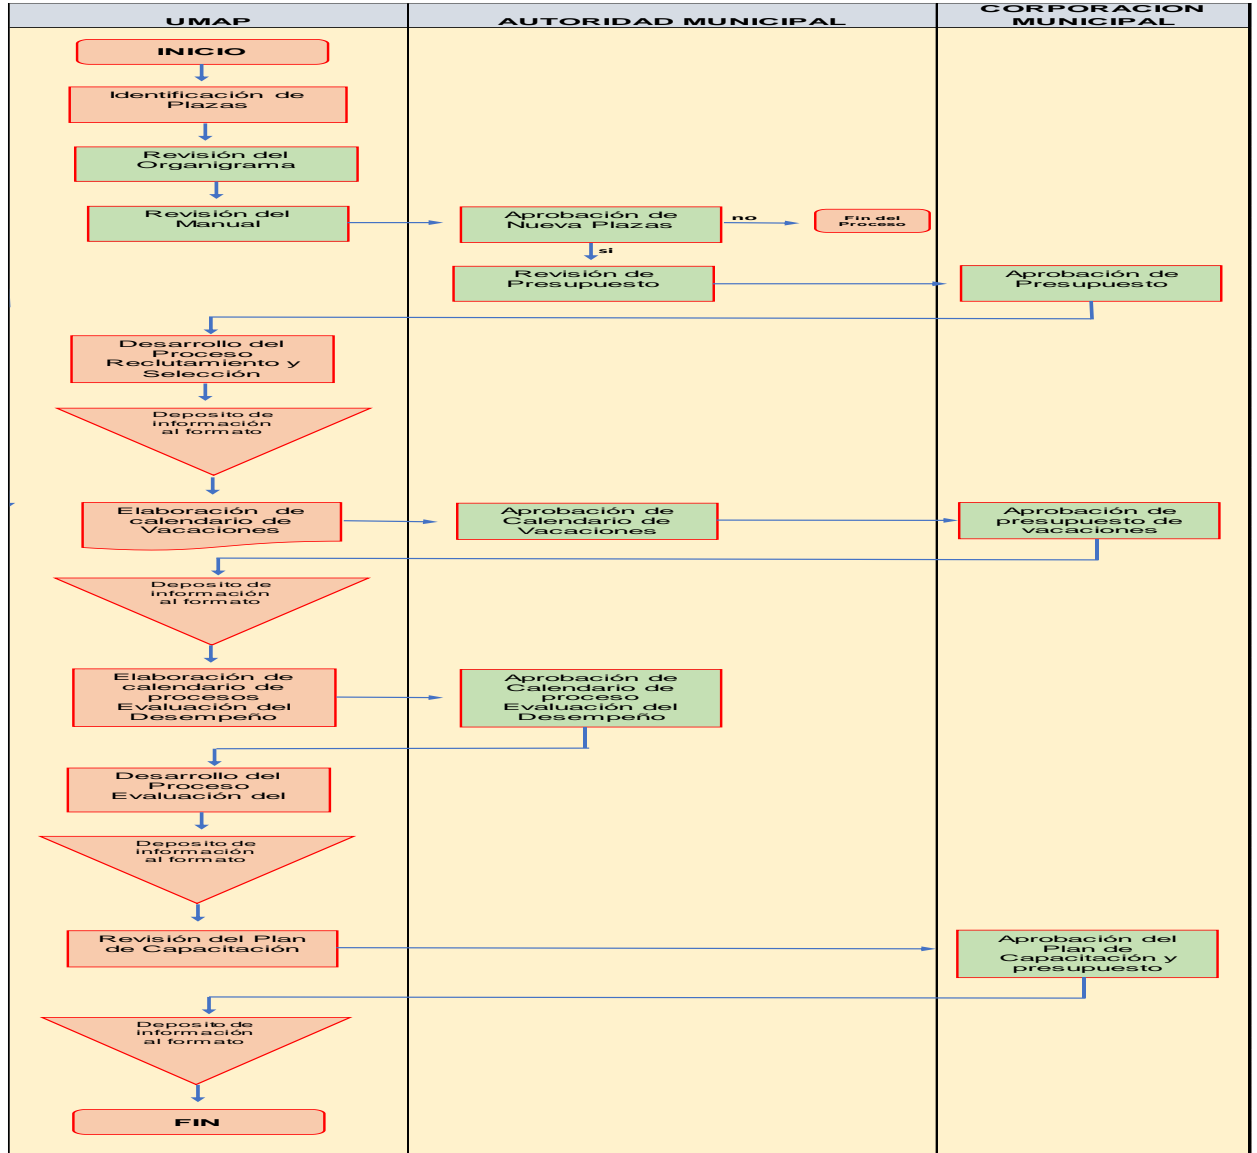 UMAP
AUTORIDAD MUNICIPAL
CORPORACION
MUNICIPAL
INICIO
Identificación de
Plazas
Revisión del
Organigrama
Revisión del
Manual
Aprobación de
Nueva Plazas
no
Fin del
Proceso
si
Revisión de
Presupuesto
Aprobación de
Presupuesto
Desarrollo del
Proceso
Reclutamiento y
Selección
Deposito de
información
al formato
Elaboración de
calendario de
Vacaciones
Aprobación de
Calendario de
Vacaciones
Aprobación de
presupuesto de
vacaciones
Deposito de
información
al formato
Elaboración de
calendario de
procesos
Evaluación del
Desempeño
Aprobación de
Calendario de
proceso
Evaluación del
Desempeño
Desarrollo del
Proceso
Evaluación del
Deposito de
información
al formato
Revisión del Plan
de Capacitación
Aprobación del
Plan de
Capacitación y
presupuesto
Deposito de
información
al formato
FIN